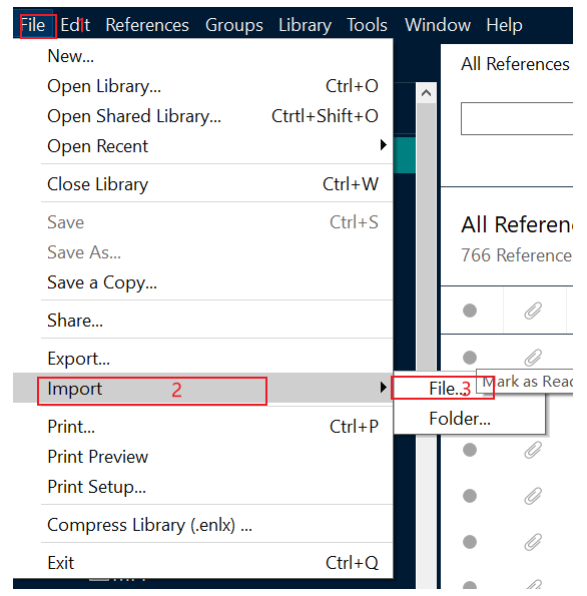 File Edit References Groups Library Tools Window Help
1
New...
Open Library... Ctrl+O
Open Shared Library... Ctrtl+Shift+O
Open Recent
Close Library Ctrl+W
Save Ctrl+S
Save As...
Save a Copy...
Share...
Export...
Import 2
Print... Ctrl+P
Print Preview
Print Setup...
Compress Library (.enlx) ...
Exit Ctrl+Q
File... 3
Folder...
All References
All Referen
766 Reference
Mark as Read